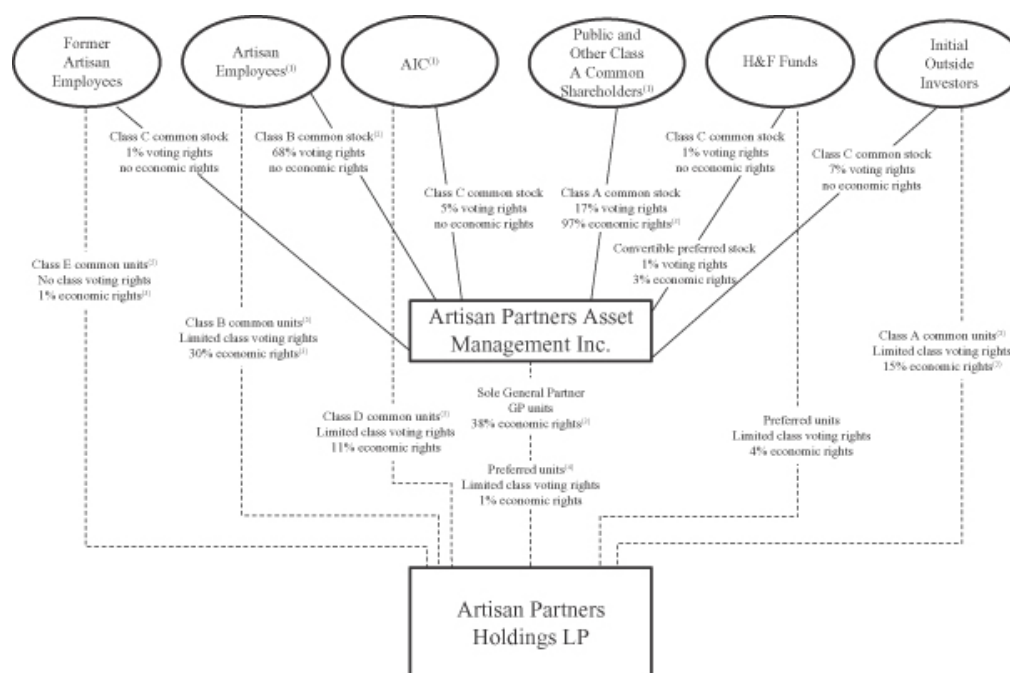 Former
Artisan
Employees
Artisan
Employees(1)
AIC(1)
Public and
Other Class
A Common
Shareholders(1)
H&F Funds
Initial
Outside
Investors
Class C common stock
1% voting rights
no economic rights
Class B common stock(1)
68% voting rights
no economic rights
Class C common stock
5% voting rights
no economic rights
Class A common stock
17% voting rights
97% economic rights(3)
Class C common stock
1% voting rights
no economic rights
Convertible preferred stock
1% voting rights
3% economic rights
Class C common stock
7% voting rights
no economic rights
Class E common units(2)
No class voting rights
1% economic rights(3)
Class B common units(2)
Limited class voting rights
30% economic rights(3)
Artisan Partners Asset
Management Inc.
Class A common units(2)
Limited class voting rights
15% economic rights(3)
Class D common units(2)
Limited class voting rights
11% economic rights
Sole General Partner
GP units
38% economic rights(3)
Preferred units(4)
Limited class voting rights
1% economic rights
Preferred units
Limited class voting rights
4% economic rights
Artisan Partners
Holdings LP